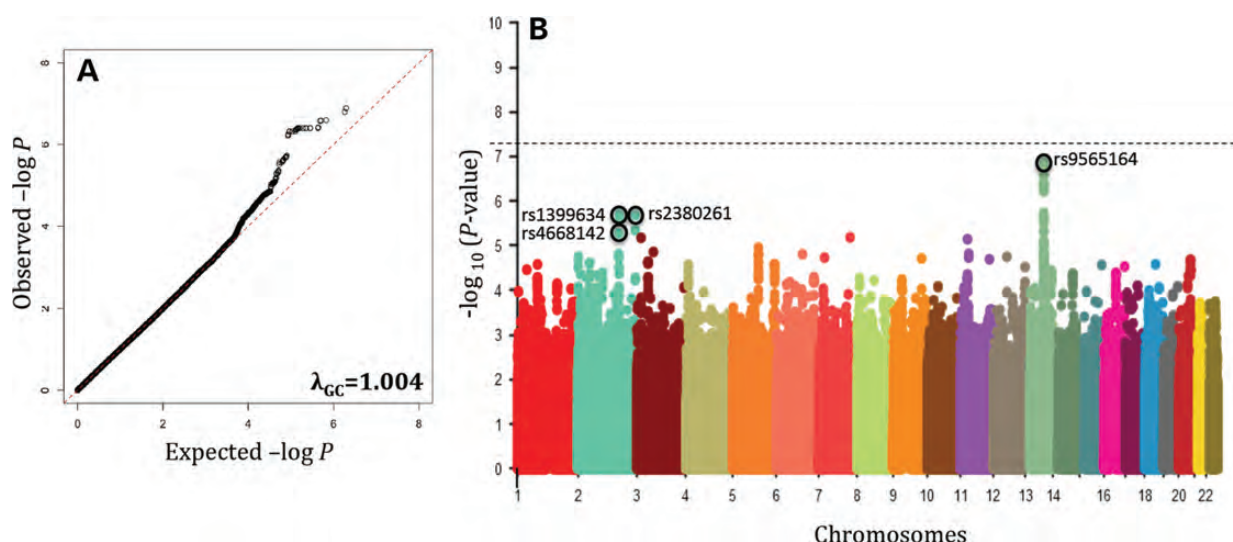 A
Observed –log P
8
6
4
2
0
λGC=1.004
0 2 4 6 8
Expected –log P
B
-log 10 (P-value)
10
9
8
7
6
5
4
3
2
1
0
rs9565164
rs1399634
rs2380261
rs4668142
1 2 3 4 5 6 7 8 9 10 11 12 13 14 16 18 20 22
Chromosomes